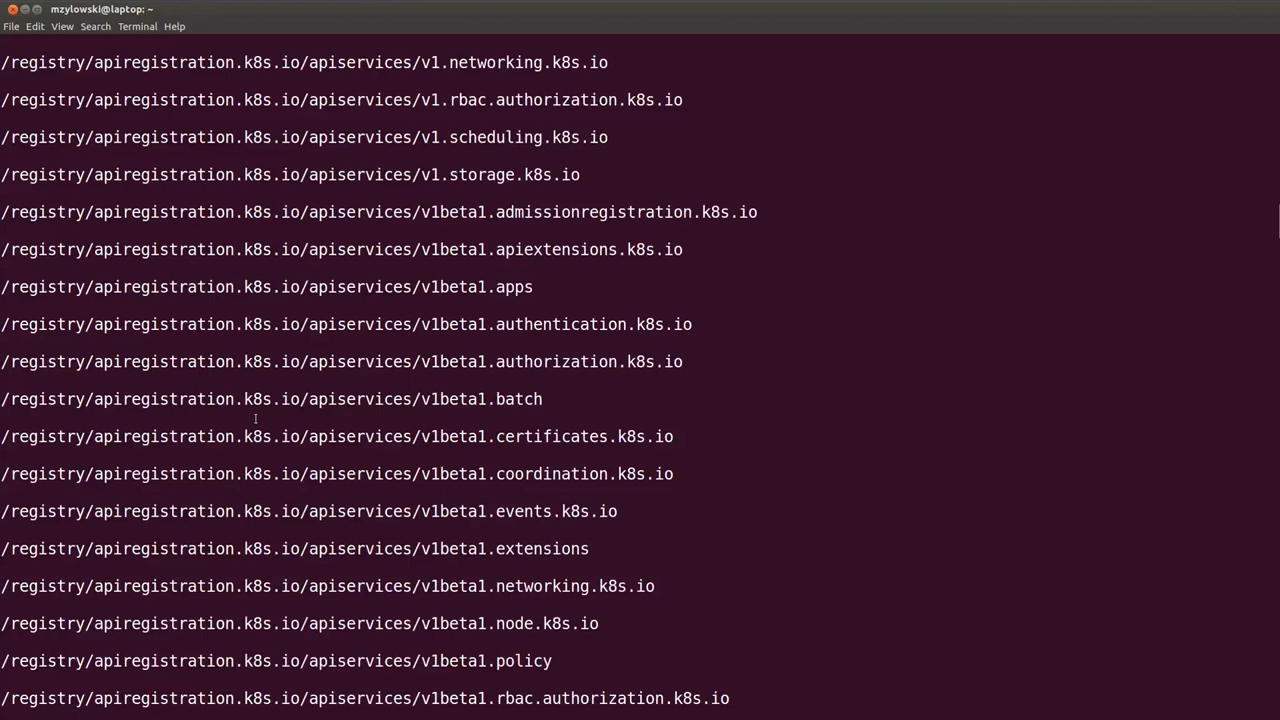 mzylowski@laptop: ~
File Edit View Search Terminal Help
/registry/apiregistration.k8s.io/apiservices/v1.networking.k8s.io
/registry/apiregistration.k8s.io/apiservices/v1.rbac.authorization.k8s.io
/registry/apiregistration.k8s.io/apiservices/v1.scheduling.k8s.io
/registry/apiregistration.k8s.io/apiservices/v1.storage.k8s.io
/registry/apiregistration.k8s.io/apiservices/v1beta1.admissionregistration.k8s.io
/registry/apiregistration.k8s.io/apiservices/v1beta1.apiextensions.k8s.io
/registry/apiregistration.k8s.io/apiservices/v1beta1.apps
/registry/apiregistration.k8s.io/apiservices/v1beta1.authentication.k8s.io
/registry/apiregistration.k8s.io/apiservices/v1beta1.authorization.k8s.io
/registry/apiregistration.k8s.io/apiservices/v1beta1.batch
/registry/apiregistration.k8s.io/apiservices/v1beta1.certificates.k8s.io
/registry/apiregistration.k8s.io/apiservices/v1beta1.coordination.k8s.io
/registry/apiregistration.k8s.io/apiservices/v1beta1.events.k8s.io
/registry/apiregistration.k8s.io/apiservices/v1beta1.extensions
/registry/apiregistration.k8s.io/apiservices/v1beta1.networking.k8s.io
/registry/apiregistration.k8s.io/apiservices/v1beta1.node.k8s.io
/registry/apiregistration.k8s.io/apiservices/v1beta1.policy
/registry/apiregistration.k8s.io/apiservices/v1beta1.rbac.authorization.k8s.io